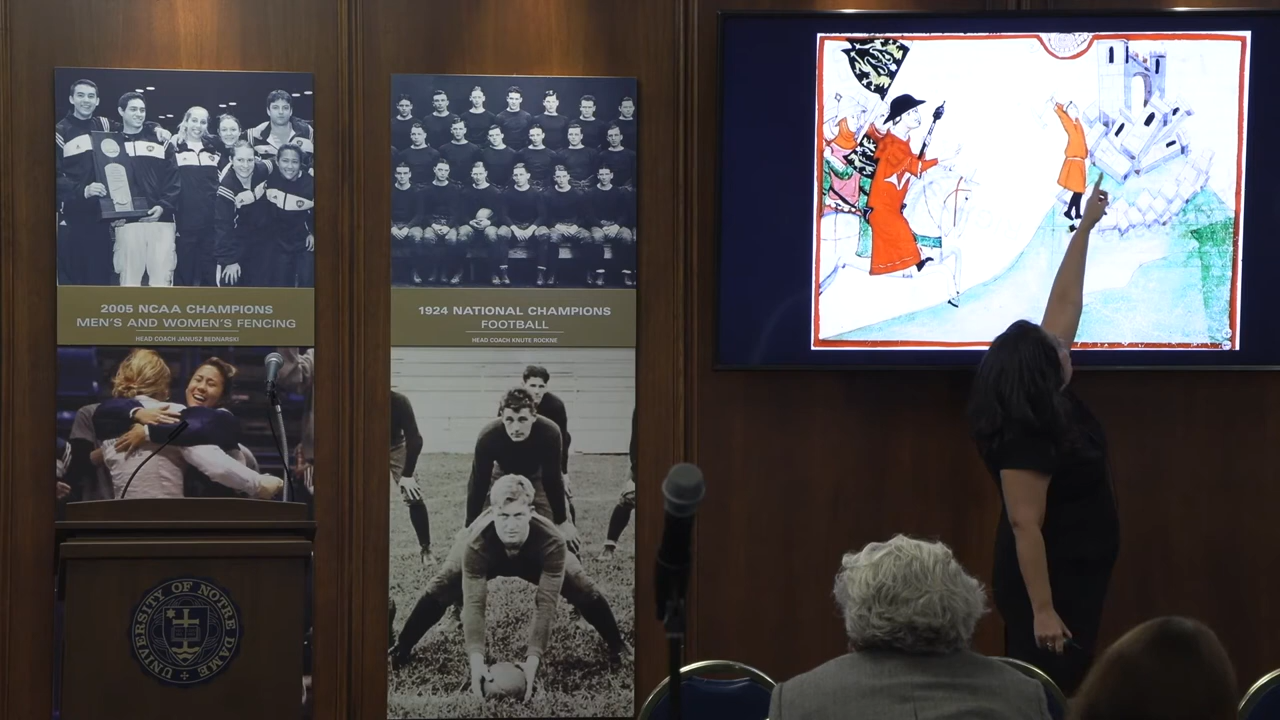 2005 NCAA CHAMPIONS
MEN'S AND WOMEN'S FENCING
HEAD COACH JANUSZ BEDNARSKI
1924 NATIONAL CHAMPIONS
FOOTBALL
HEAD COACH KNUTE ROCKNE
UNIVERSITY OF NOTRE DAME